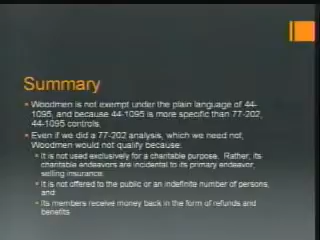 Summary
Woodmen is not exempt under the plain language of 44-
1095, and because 44-1095 is more specific than 77-202,
44-1095 controls.
Even if we did a 77-202 analysis, which we need not,
Woodmen would not qualify because:
It is not used exclusively for a charitable purpose. Rather, its
charitable endeavors are incidental to its primary endeavor,
selling insurance.
It is not offered to the public or an indefinite number of persons,
and
Its members receive money back in the form of refunds and
benefits